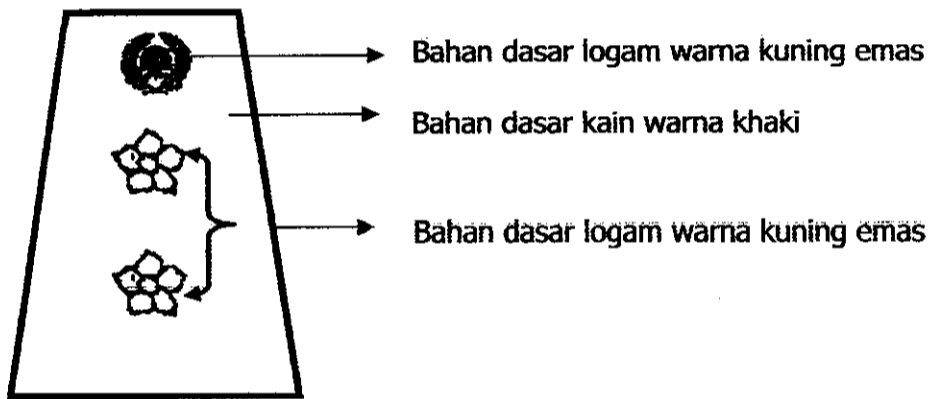 Bahan dasar logam warna kuning emas
Bahan dasar kain warna khaki
Bahan dasar logam warna kuning emas